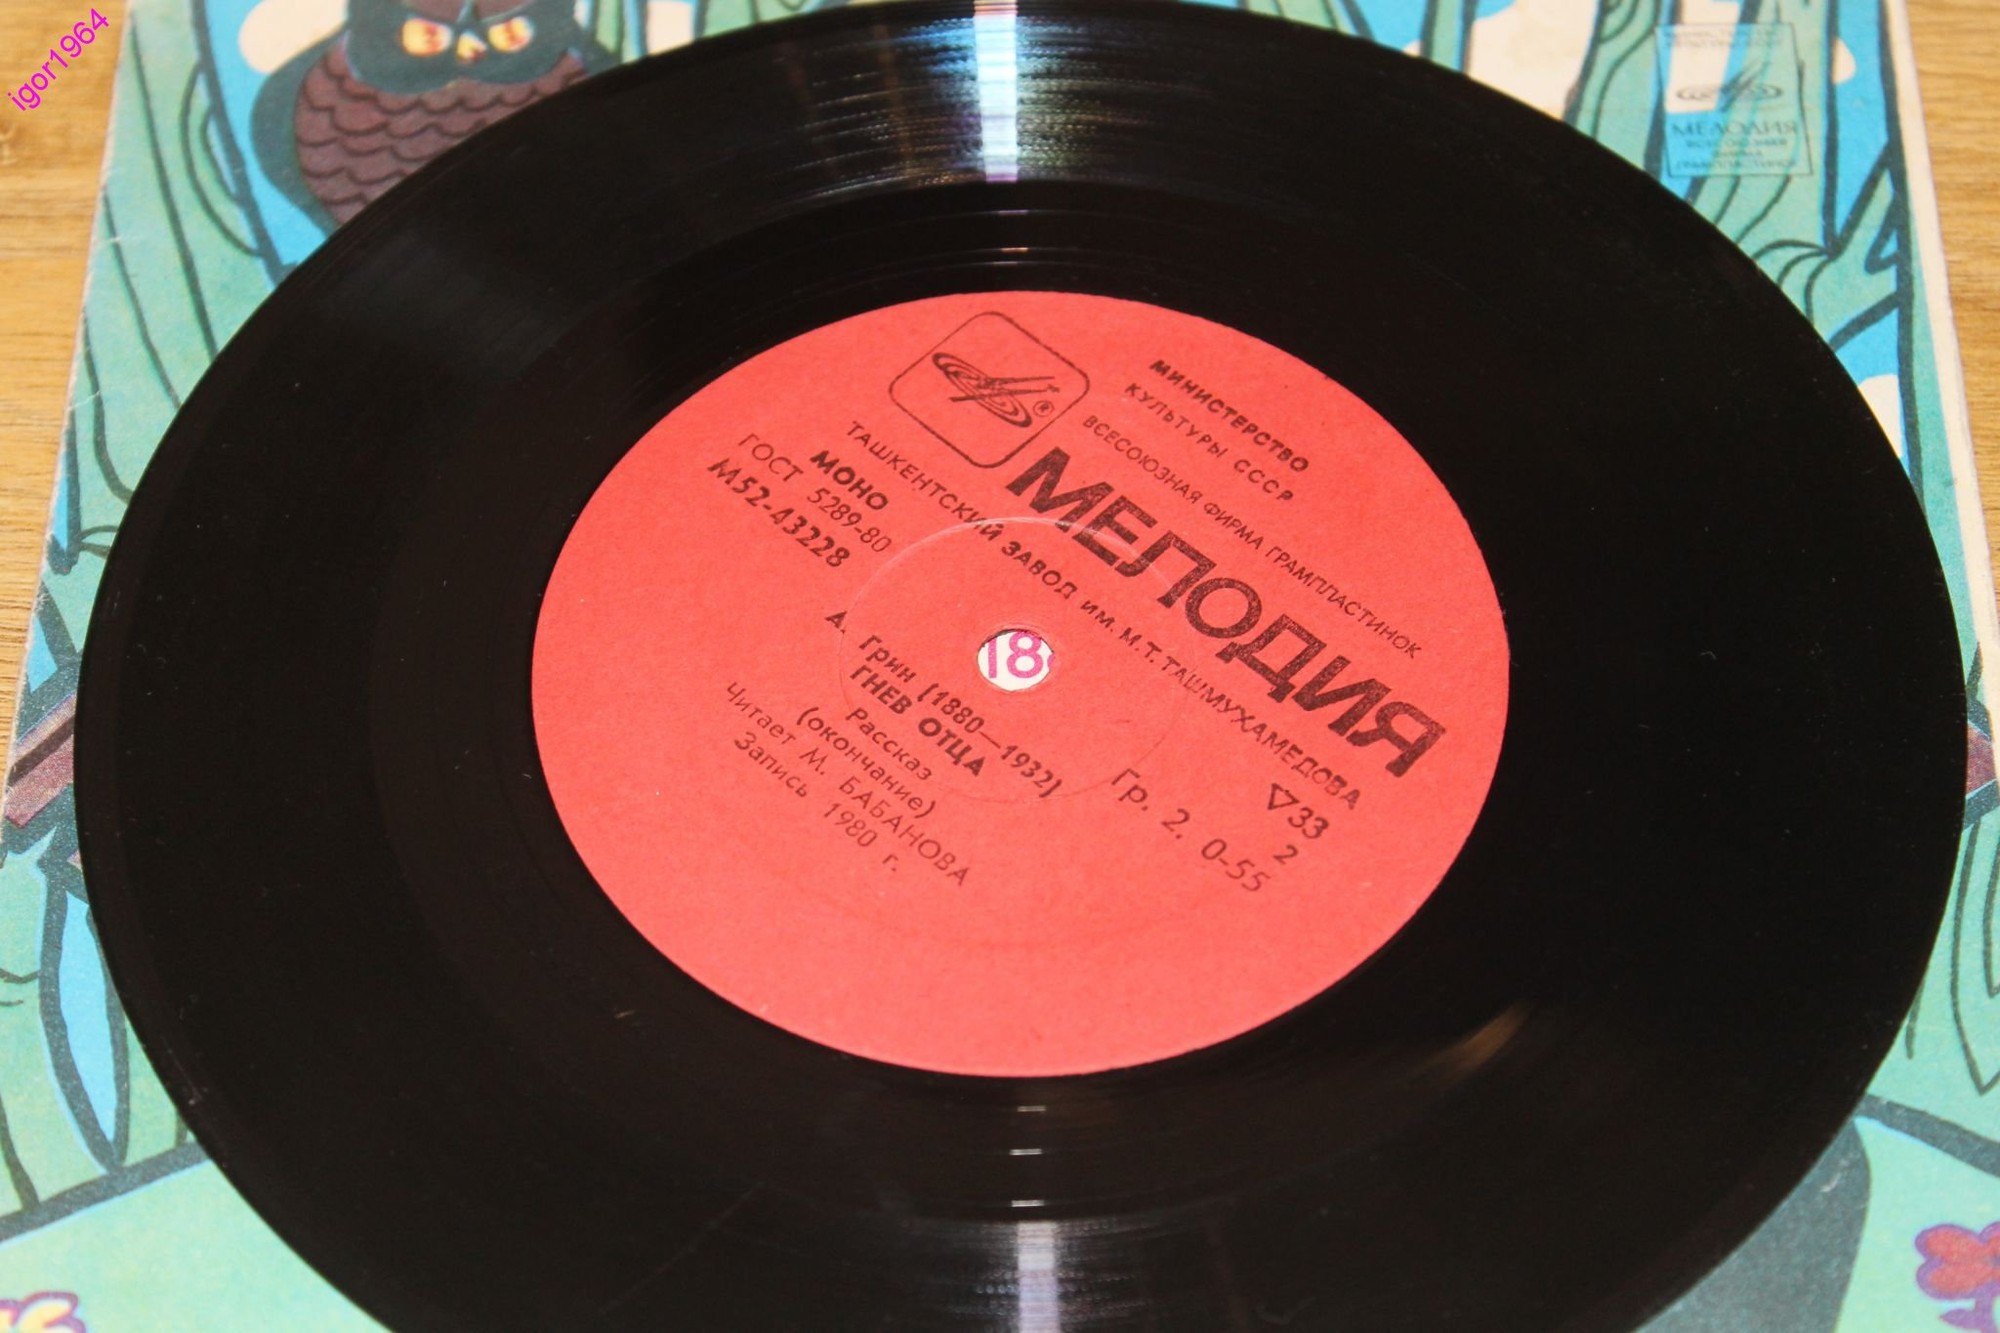 igor1964
МЕЛОДИЯ
МИНИСТЕРСТВО
КУЛЬТУРЫ СССР
ВСЕСОЮЗНАЯ ФИРМА ГРАМПЛАСТИНОК
®
МЕЛОДИЯ
ТАШКЕНТСКИЙ ЗАВОД им. М. Т. ТАШМУХАМЕДОВА
МОНО
ГОСТ 5289-80
М52-43228
▽33
2
Гр. 2. 0-55
А. Грин (1880—1932)
ГНЕВ ОТЦА
Рассказ
(окончание)
Читает М. БАБАНОВА
Запись 1980 г.
18